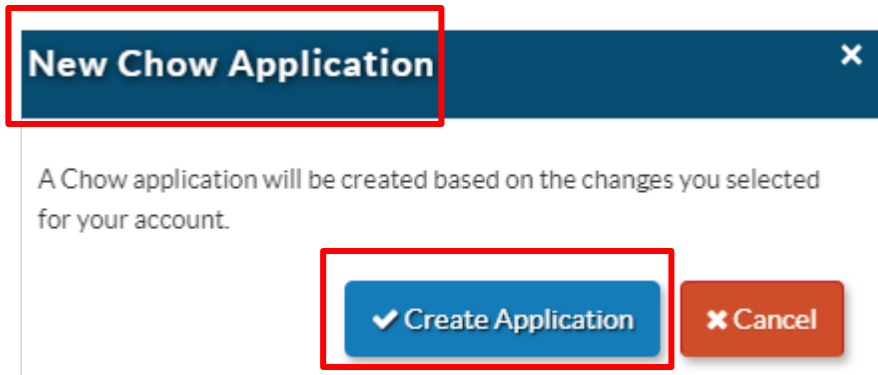 New Chow Application
A Chow application will be created based on the changes you selected
for your account.
Create Application
Cancel